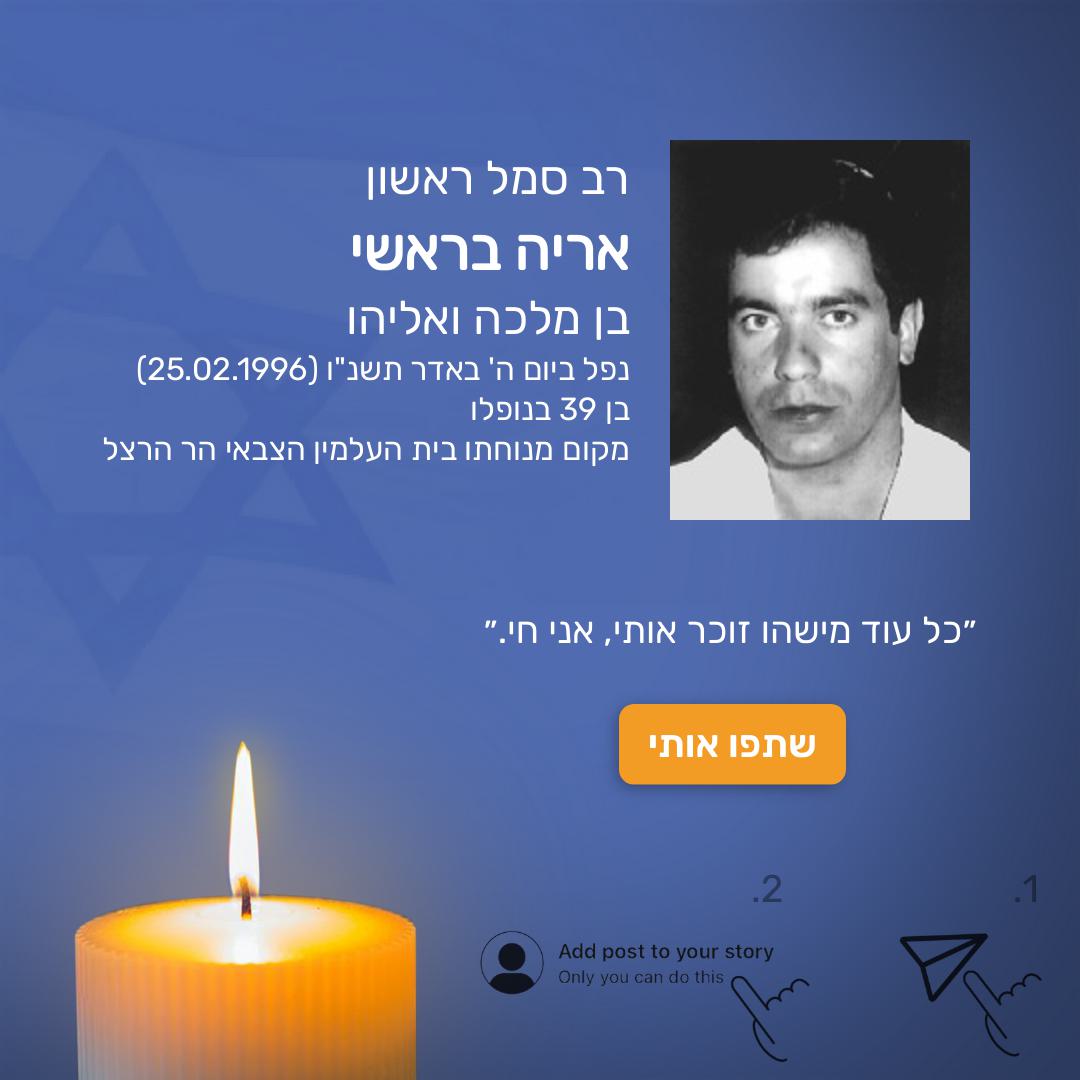 רב סמל ראשון
אריה בראשי
בן מלכה ואליהו
נפל ביום ה' באדר תשנ"ו (25.02.1996)
בן 39 בנופלו
מקום מנוחתו בית העלמין הצבאי הר הרצל
״כל עוד מישהו זוכר אותי, אני חי.״
שתפו אותי
.1
.2
Add post to your story
Only you can do this